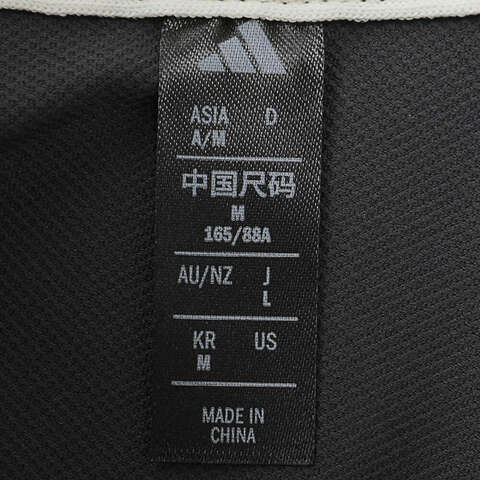 ASIA D
A/M
中国尺码
M
165/88A
AU/NZ J
L
KR US
M
MADE IN
CHINA